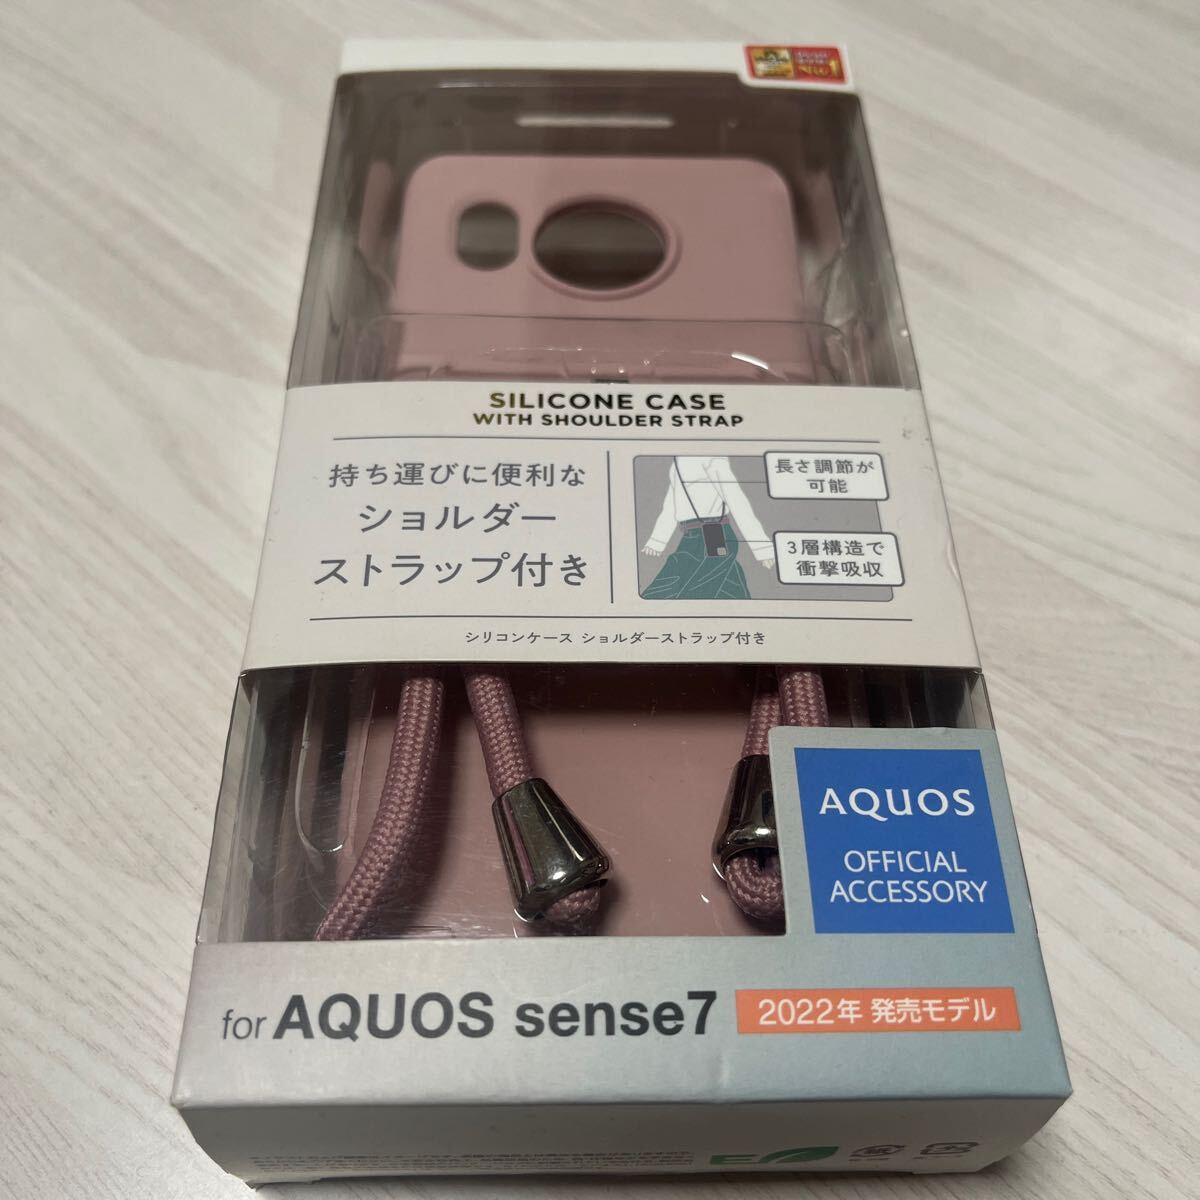 SILICONE CASE
WITH SHOULDER STRAP
持ち運びに便利な
ショルダー
ストラップ付き
長さ調節が
可能
3層構造で
衝撃吸収
シリコンケース ショルダーストラップ付き
AQUOS
OFFICIAL
ACCESSORY
for AQUOS sense7
2022年 発売モデル